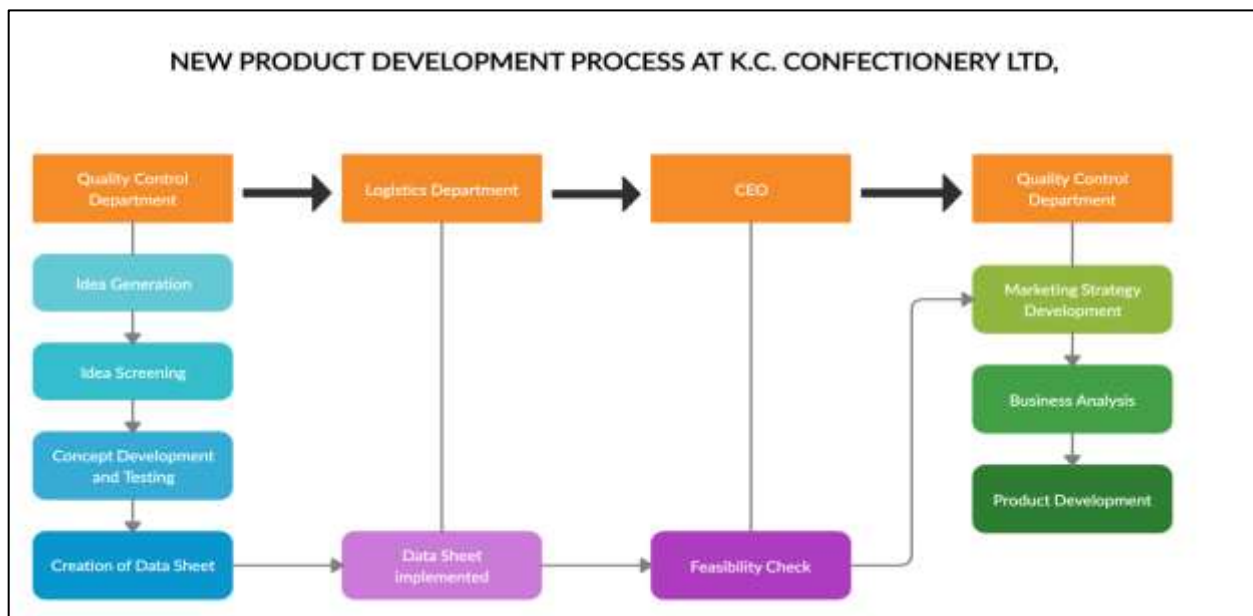 NEW PRODUCT DEVELOPMENT PROCESS AT K.C. CONFECTIONERY LTD,
Quality Control
Department
Logistics Department
CEO
Quality Control
Department
Idea Generation
Idea Screening
Concept Development
and Testing
Creation of Data Sheet
Data Sheet
implemented
Feasibility Check
Marketing Strategy
Development
Business Analysis
Product Development